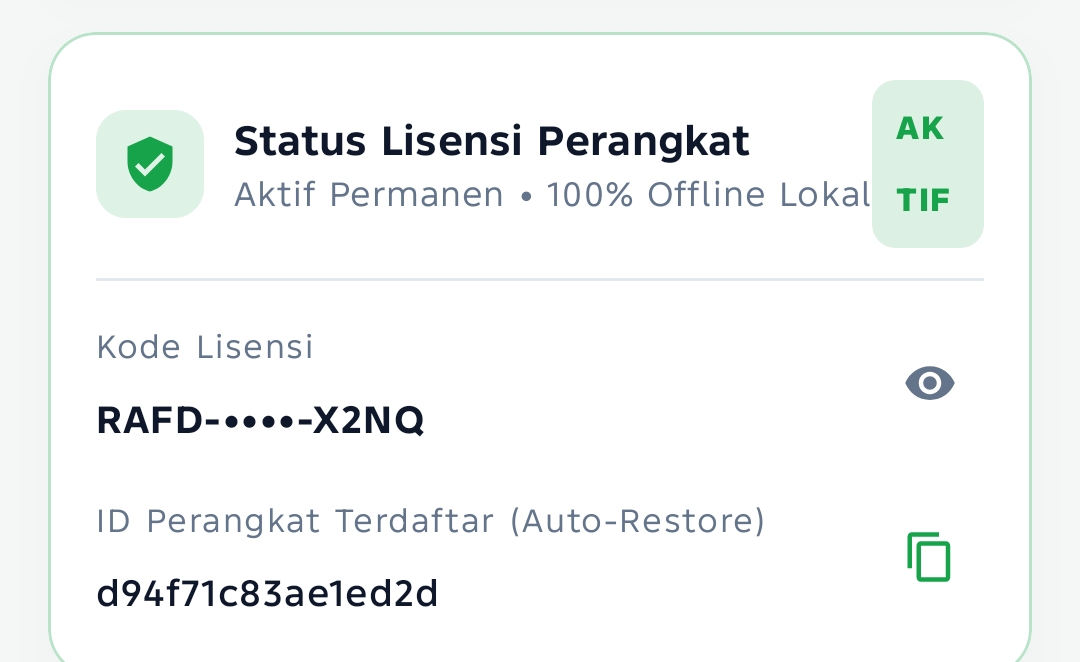 Status Lisensi Perangkat
Aktif Permanen • 100% Offline Lokal
AK
TIF
Kode Lisensi
RAFD-••••-X2NQ
ID Perangkat Terdaftar (Auto-Restore)
d94f71c83ae1ed2d